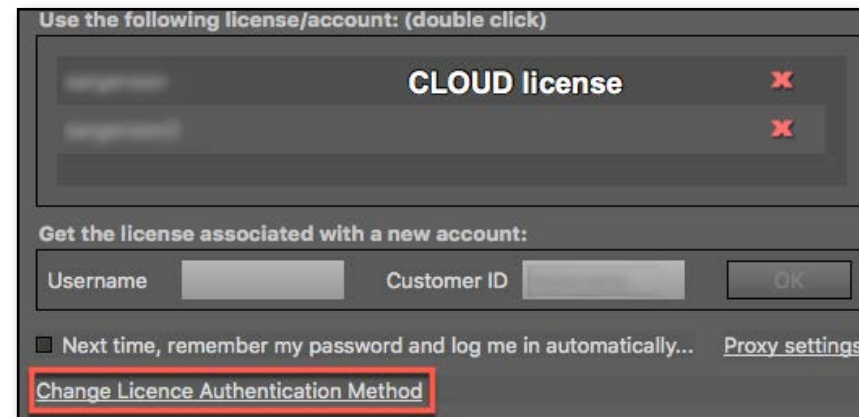 Use the following license/account: (double click)
CLOUD license
Get the license associated with a new account:
Username Customer ID OK
Next time, remember my password and log me in automatically... Proxy settings
Change Licence Authentication Method